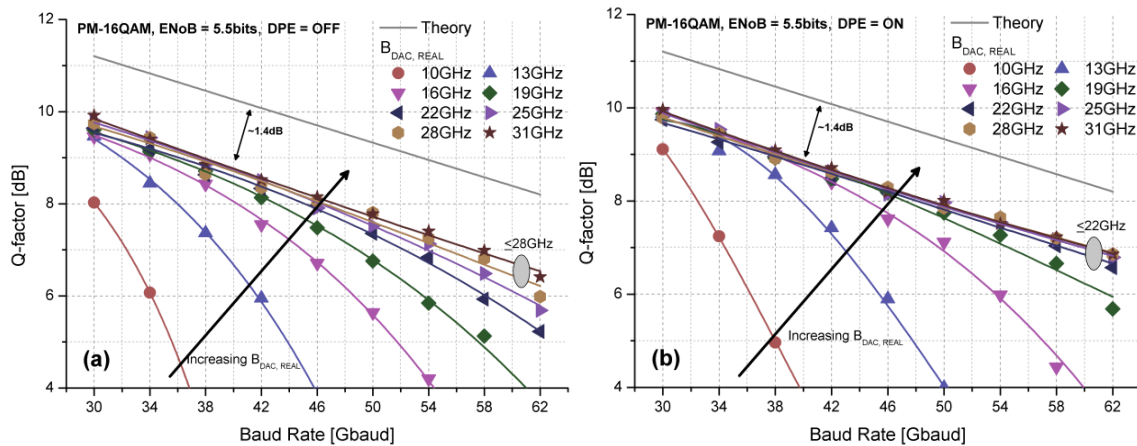 PM-16QAM, ENoB = 5.5bits, DPE = OFF
Theory
B_DAC, REAL
10GHz 13GHz
16GHz 19GHz
22GHz 25GHz
28GHz 31GHz
~1.4dB
≤28GHz
Increasing B_DAC, REAL
(a)
Q-factor [dB]
12
10
8
6
4
30 34 38 42 46 50 54 58 62
Baud Rate [Gbaud]
PM-16QAM, ENoB = 5.5bits, DPE = ON
Theory
B_DAC, REAL
10GHz 13GHz
16GHz 19GHz
22GHz 25GHz
28GHz 31GHz
~1.4dB
≤22GHz
Increasing B_DAC, REAL
(b)
Q-factor [dB]
12
10
8
6
4
30 34 38 42 46 50 54 58 62
Baud Rate [Gbaud]